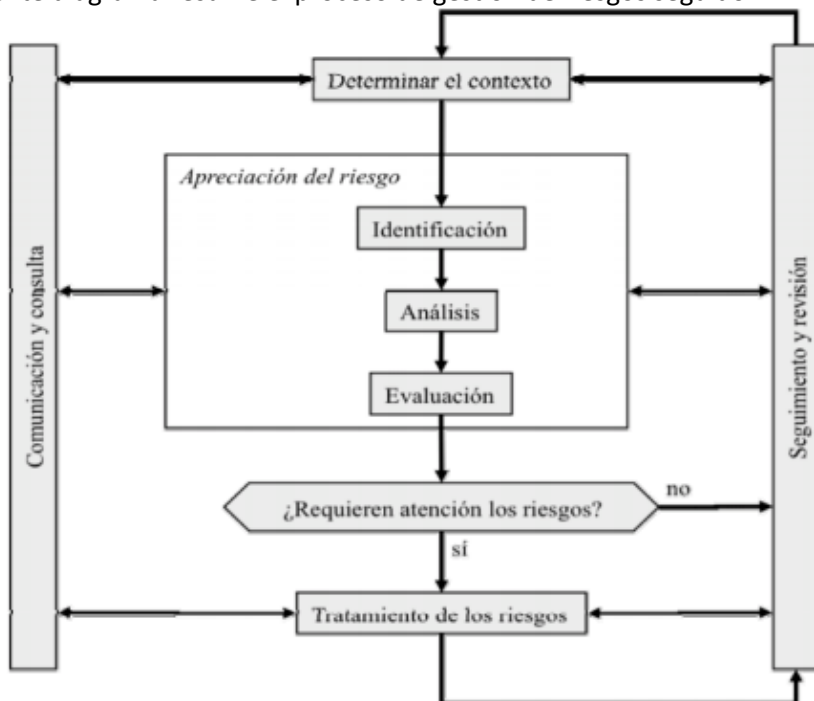 Determinar el contexto
Apreciación del riesgo
Identificación
Análisis
Evaluación
¿Requieren atención los riesgos?
no
sí
Tratamiento de los riesgos
Comunicación y consulta
Seguimiento y revisión